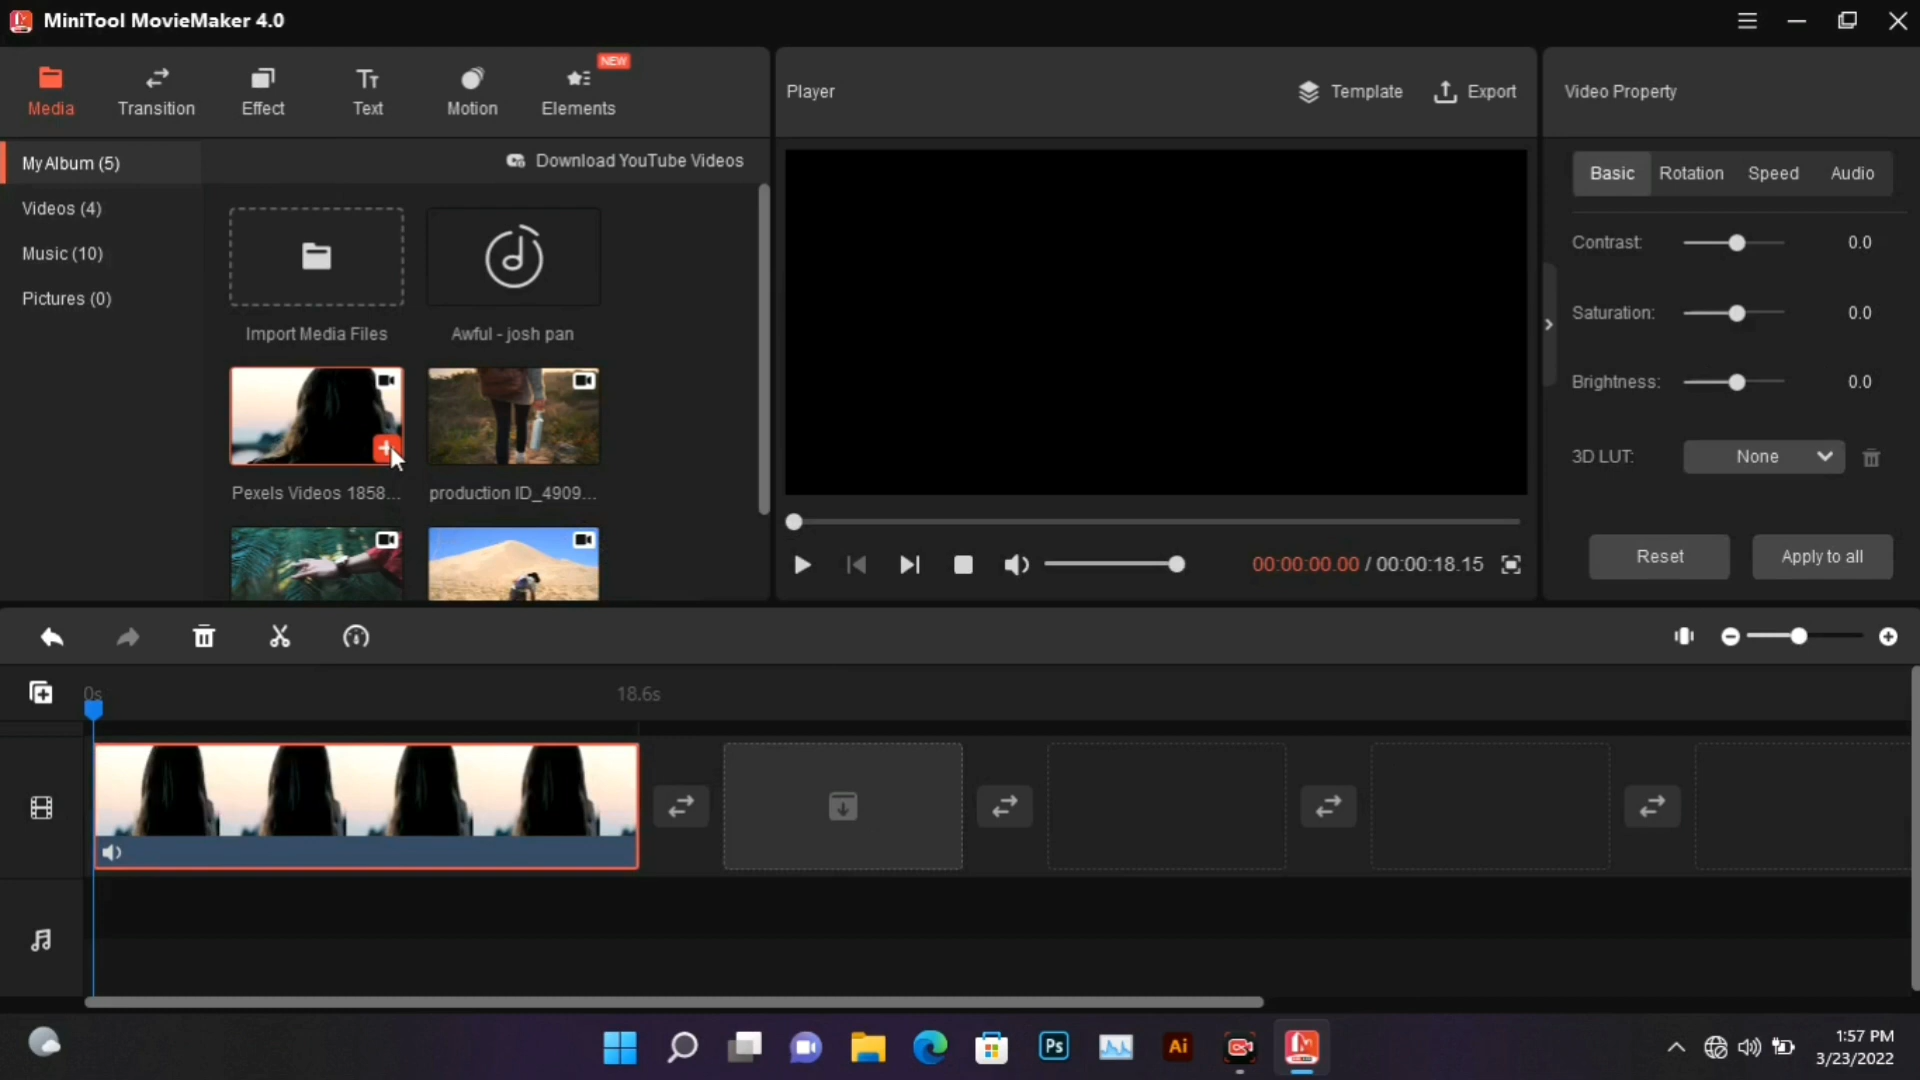 MiniTool MovieMaker 4.0
Media
Transition
Effect
Text
Motion
NEW
Elements
Player
Template
Export
Video Property
My Album (5)
Videos (4)
Music (10)
Pictures (0)
Download YouTube Videos
Import Media Files
Awful - josh pan
Pexels Videos 1858...
production ID_4909...
Basic
Rotation
Speed
Audio
Contrast: 0.0
Saturation: 0.0
Brightness: 0.0
3D LUT: None
Reset
Apply to all
00:00:00.00 / 00:00:18.15
0s
18.6s
Ps
Ai
1:57 PM
3/23/2022